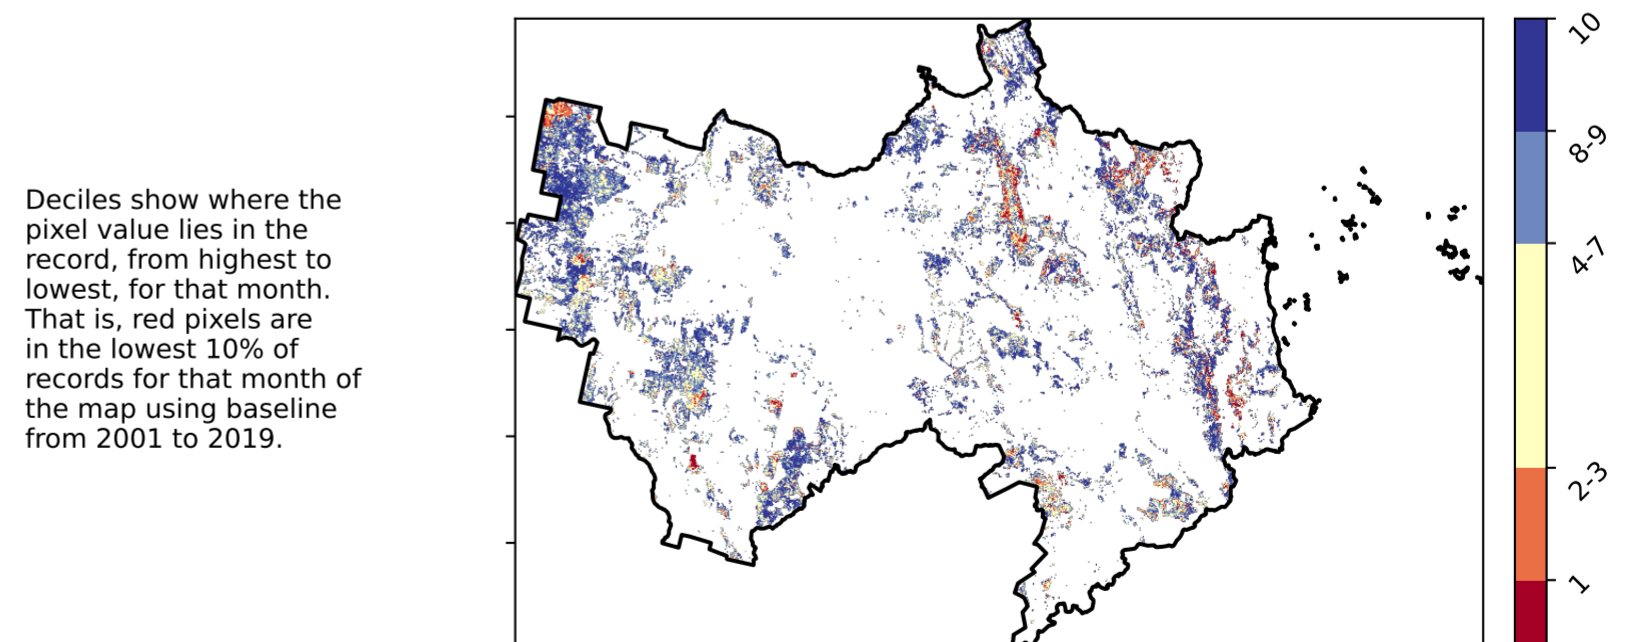 Deciles show where the
pixel value lies in the
record, from highest to
lowest, for that month.
That is, red pixels are
in the lowest 10% of
records for that month of
the map using baseline
from 2001 to 2019.
10
8-9
4-7
2-3
1